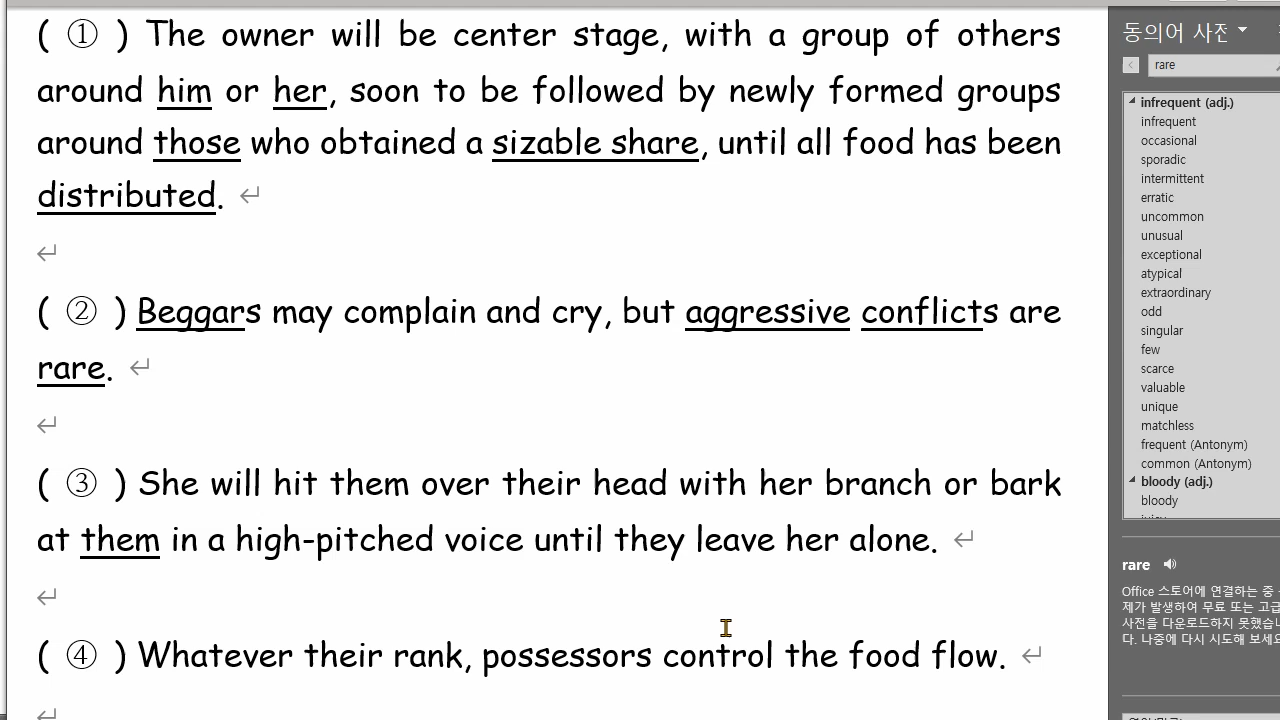 ( ① ) The owner will be center stage, with a group of others
around him or her, soon to be followed by newly formed groups
around those who obtained a sizable share, until all food has been
distributed. ↵
↵
( ② ) Beggars may complain and cry, but aggressive conflicts are
rare. ↵
↵
( ③ ) She will hit them over their head with her branch or bark
at them in a high-pitched voice until they leave her alone. ↵
↵
( ④ ) Whatever their rank, possessors control the food flow. ↵
↵
동의어 사전
rare
infrequent (adj.)
infrequent
occasional
sporadic
intermittent
erratic
uncommon
unusual
exceptional
atypical
extraordinary
odd
singular
few
scarce
valuable
unique
matchless
frequent (Antonym)
common (Antonym)
bloody (adj.)
bloody
rare
Office 스토어에 연결하는 중
제가 발생하여 무료 또는 고급
사전을 다운로드하지 못했습니
다. 나중에 다시 시도해 보세요